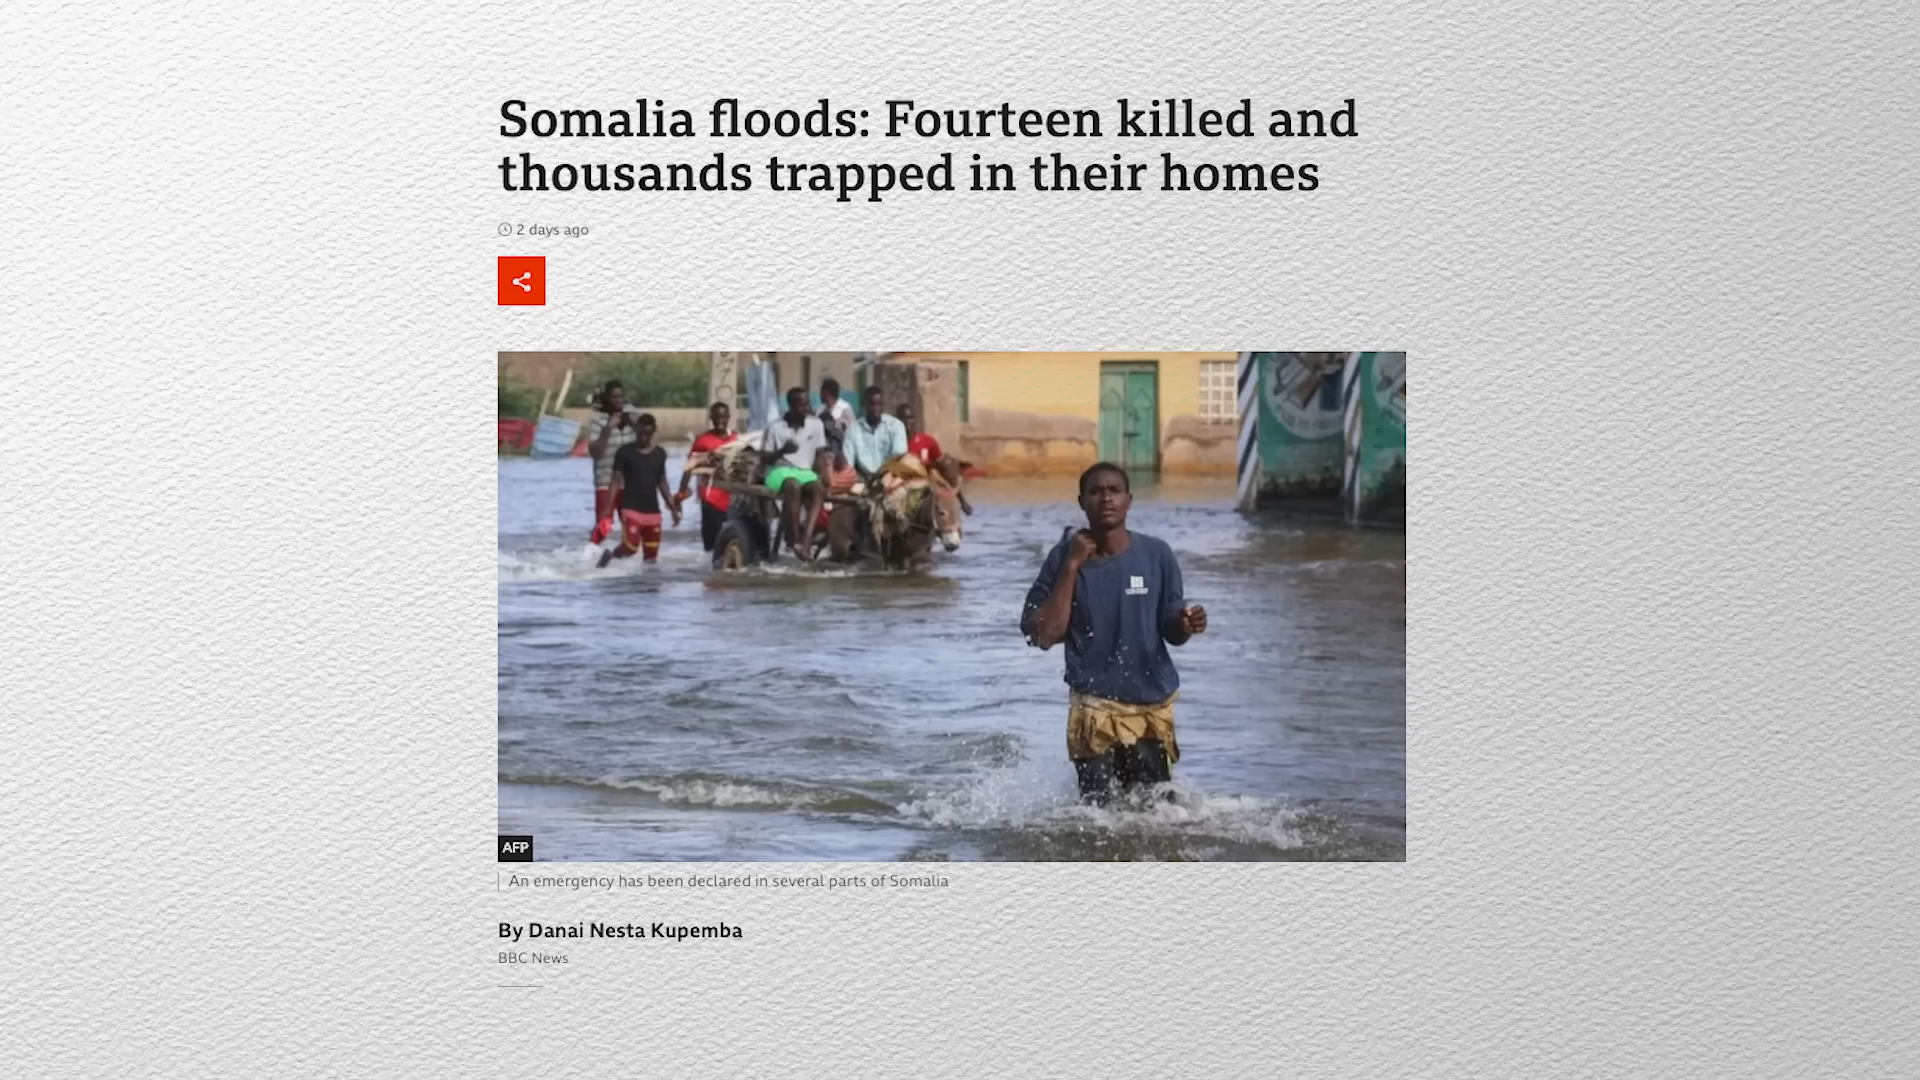 Somalia floods: Fourteen killed and
thousands trapped in their homes
2 days ago
AFP
An emergency has been declared in several parts of Somalia
By Danai Nesta Kupemba
BBC News